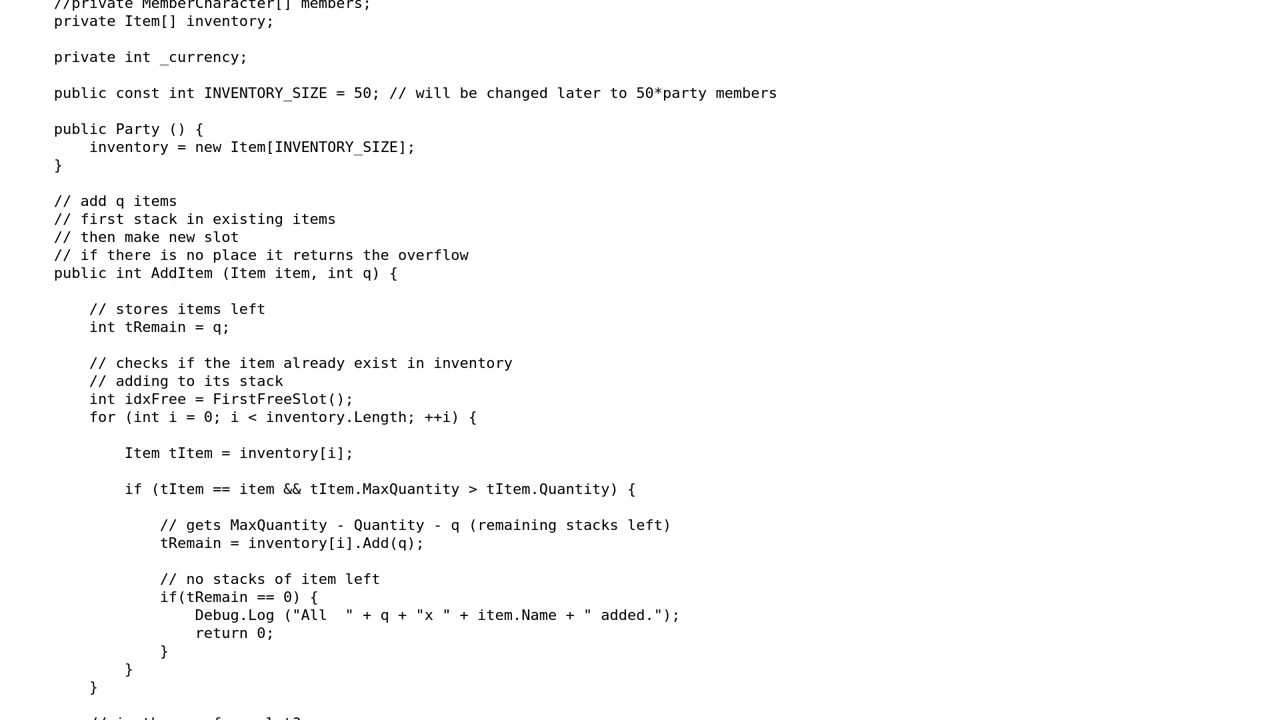 //private MemberCharacter[] members;
private Item[] inventory;
private int _currency;
public const int INVENTORY_SIZE = 50; // will be changed later to 50*party members
public Party () {
inventory = new Item[INVENTORY_SIZE];
}
// add q items
// first stack in existing items
// then make new slot
// if there is no place it returns the overflow
public int AddItem (Item item, int q) {
// stores items left
int tRemain = q;
// checks if the item already exist in inventory
// adding to its stack
int idxFree = FirstFreeSlot();
for (int i = 0; i < inventory.Length; ++i) {
Item tItem = inventory[i];
if (tItem == item && tItem.MaxQuantity > tItem.Quantity) {
// gets MaxQuantity - Quantity - q (remaining stacks left)
tRemain = inventory[i].Add(q);
// no stacks of item left
if(tRemain == 0) {
Debug.Log ("All  " + q + "x " + item.Name + " added.");
return 0;
}
}
}